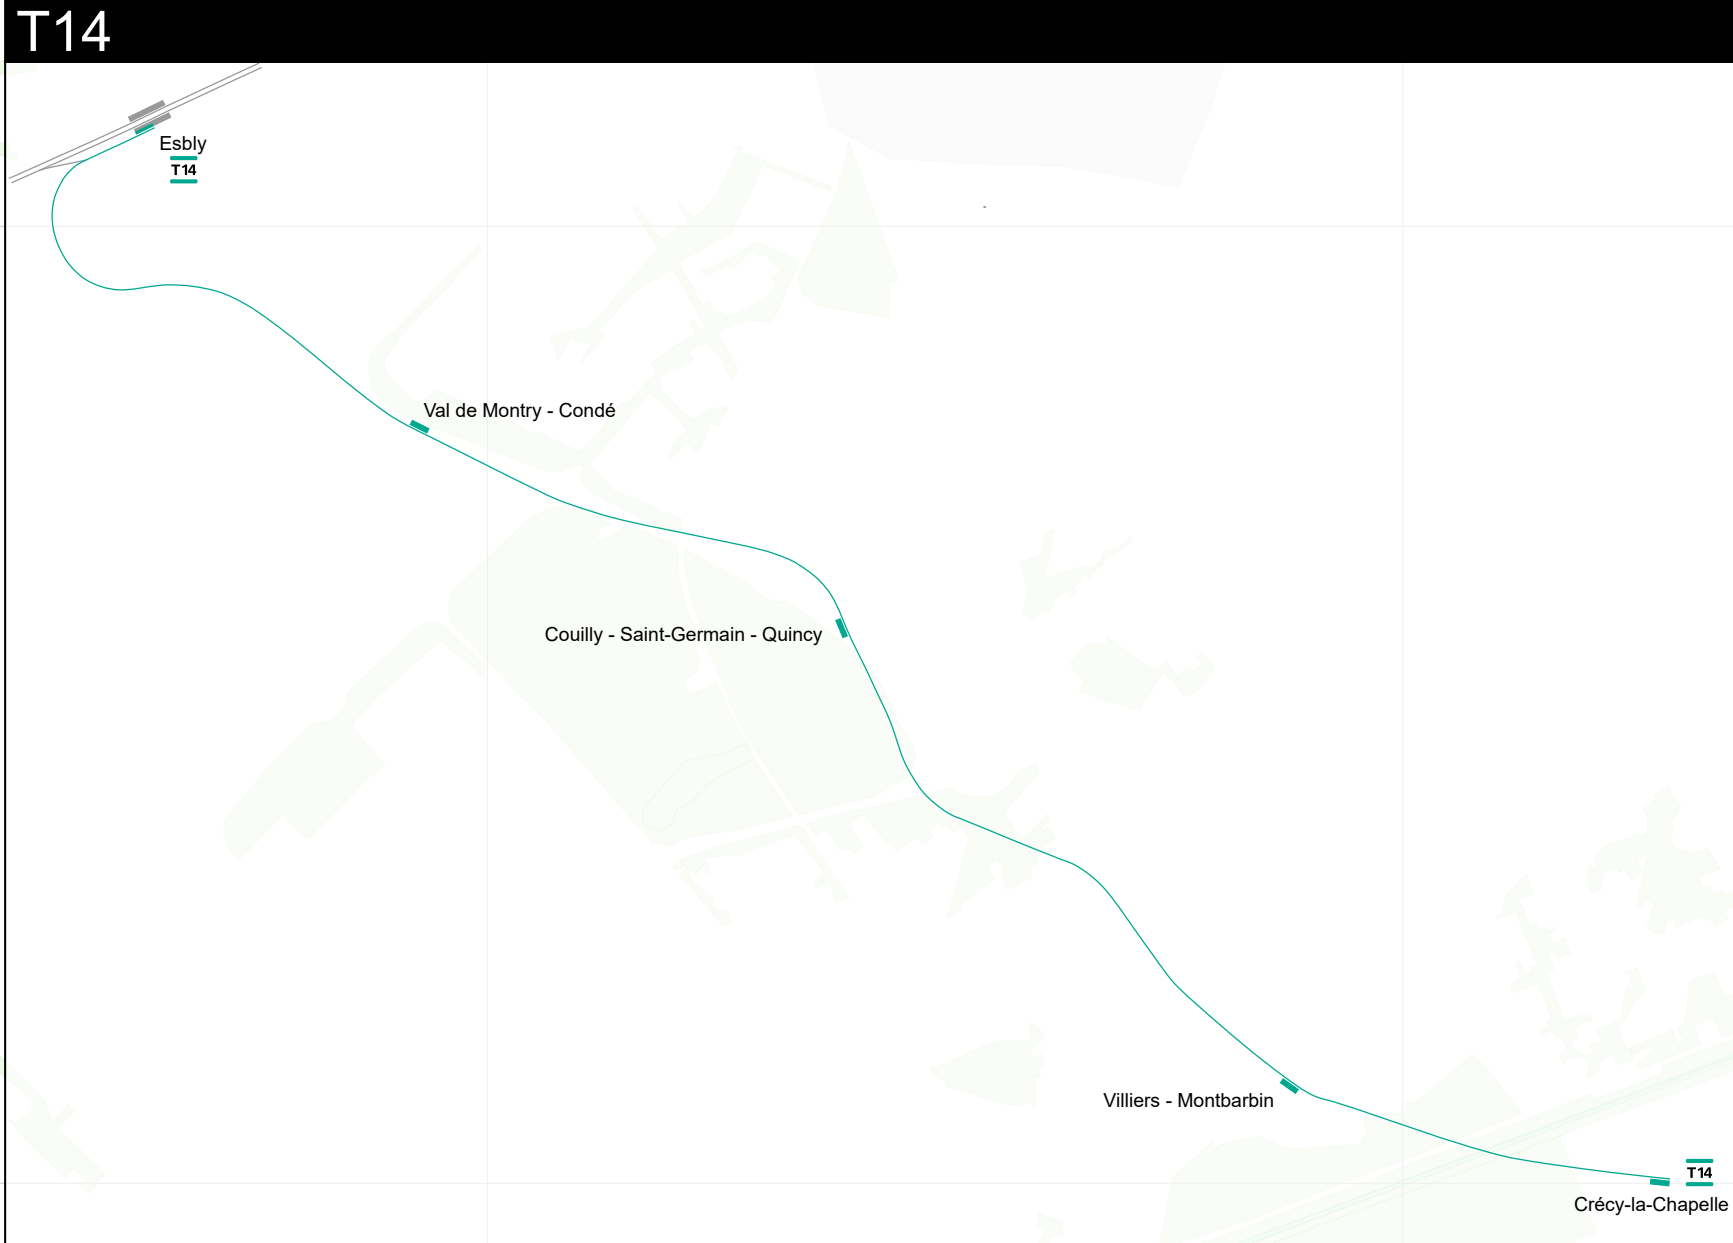 T14
Esbly
T14
Val de Montry - Condé
Couilly - Saint-Germain - Quincy
Villiers - Montbarbin
T14
Crécy-la-Chapelle